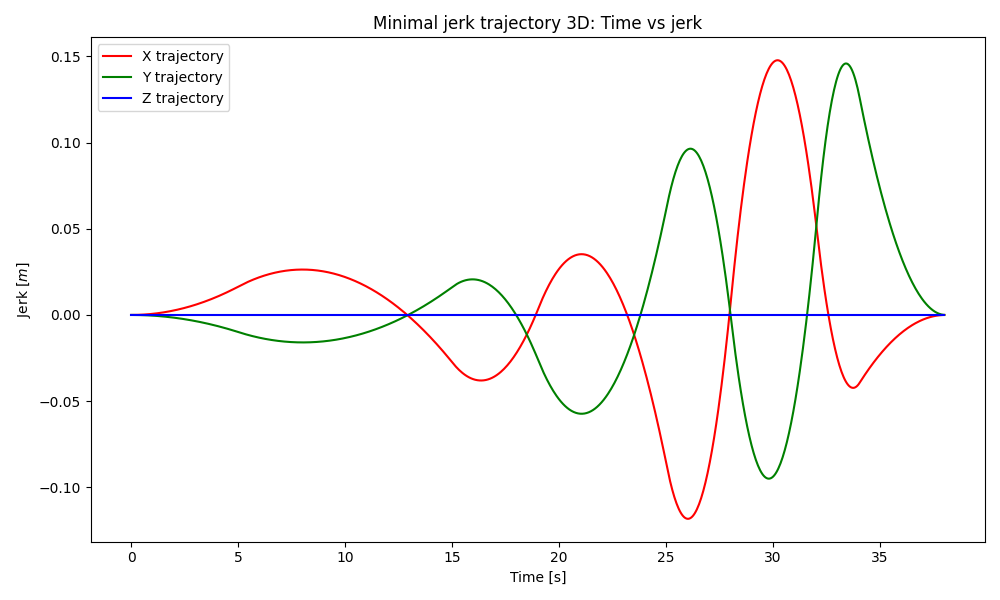 Minimal jerk trajectory 3D: Time vs jerk
X trajectory
Y trajectory
Z trajectory
0.15
0.10
0.05
0.00
−0.05
−0.10
Jerk [m]
0 5 10 15 20 25 30 35
Time [s]